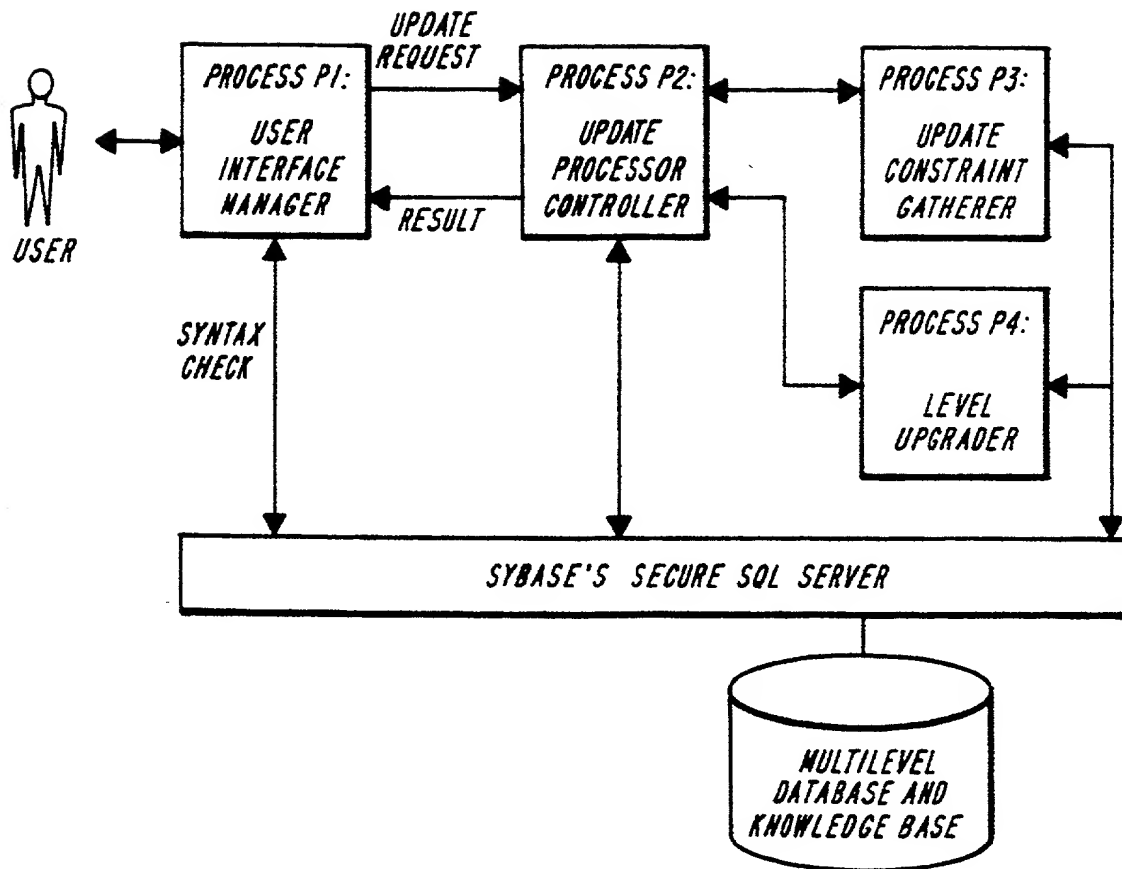 UPDATE
REQUEST
PROCESS P1:
USER
INTERFACE
MANAGER
PROCESS P2:
UPDATE
PROCESSOR
CONTROLLER
PROCESS P3:
UPDATE
CONSTRAINT
GATHERER
RESULT
USER
SYNTAX
CHECK
PROCESS P4:
LEVEL
UPGRADER
SYBASE'S SECURE SQL SERVER
MULTILEVEL
DATABASE AND
KNOWLEDGE BASE